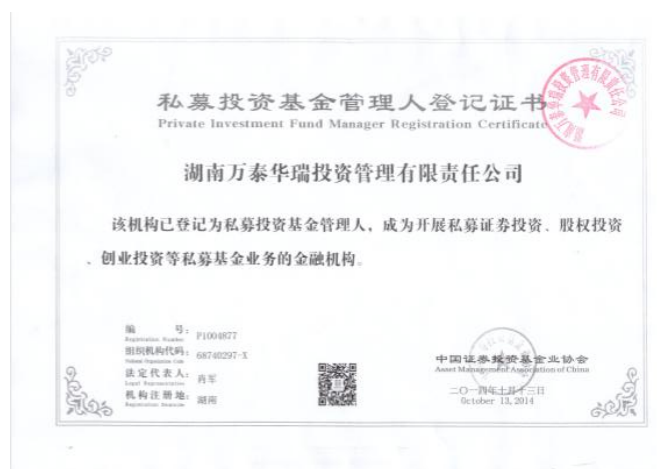 私募投资基金管理人登记证书
Private Investment Fund Manager Registration Certificate
湖南万泰华瑞投资管理有限责任公司
该机构已登记为私募投资基金管理人，成为开展私募证券投资、股权投资
、创业投资等私募基金业务的金融机构。
编 号： P1004877
Registration Number
组织机构代码： 68740297-X
法定代表人： 肖军
Legal Representative
机构注册地： 湖南
中国证券投资基金业协会
Asset Management Association of China
二〇一四年十月十三日
October 13, 2014